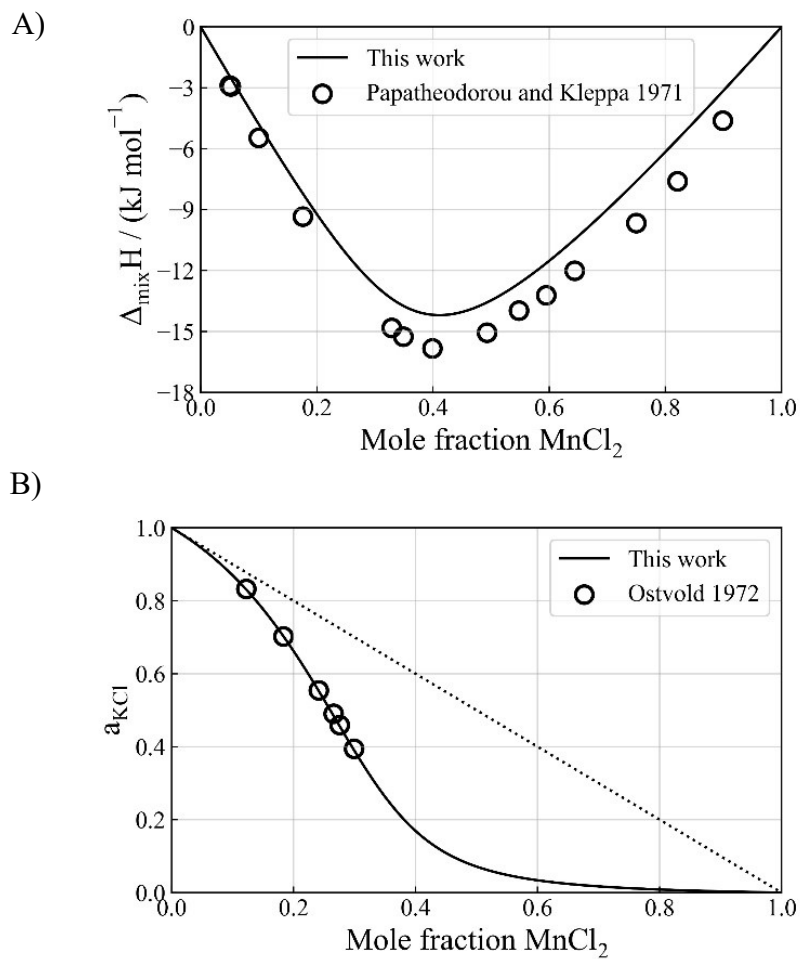 A)
0
−3
−6
−9
−12
−15
−18
ΔmixH / (kJ mol⁻¹)
This work
Papatheodorou and Kleppa 1971
0.0 0.2 0.4 0.6 0.8 1.0
Mole fraction MnCl₂
B)
1.0
0.8
0.6
0.4
0.2
0.0
aKCl
This work
Ostvold 1972
0.0 0.2 0.4 0.6 0.8 1.0
Mole fraction MnCl₂